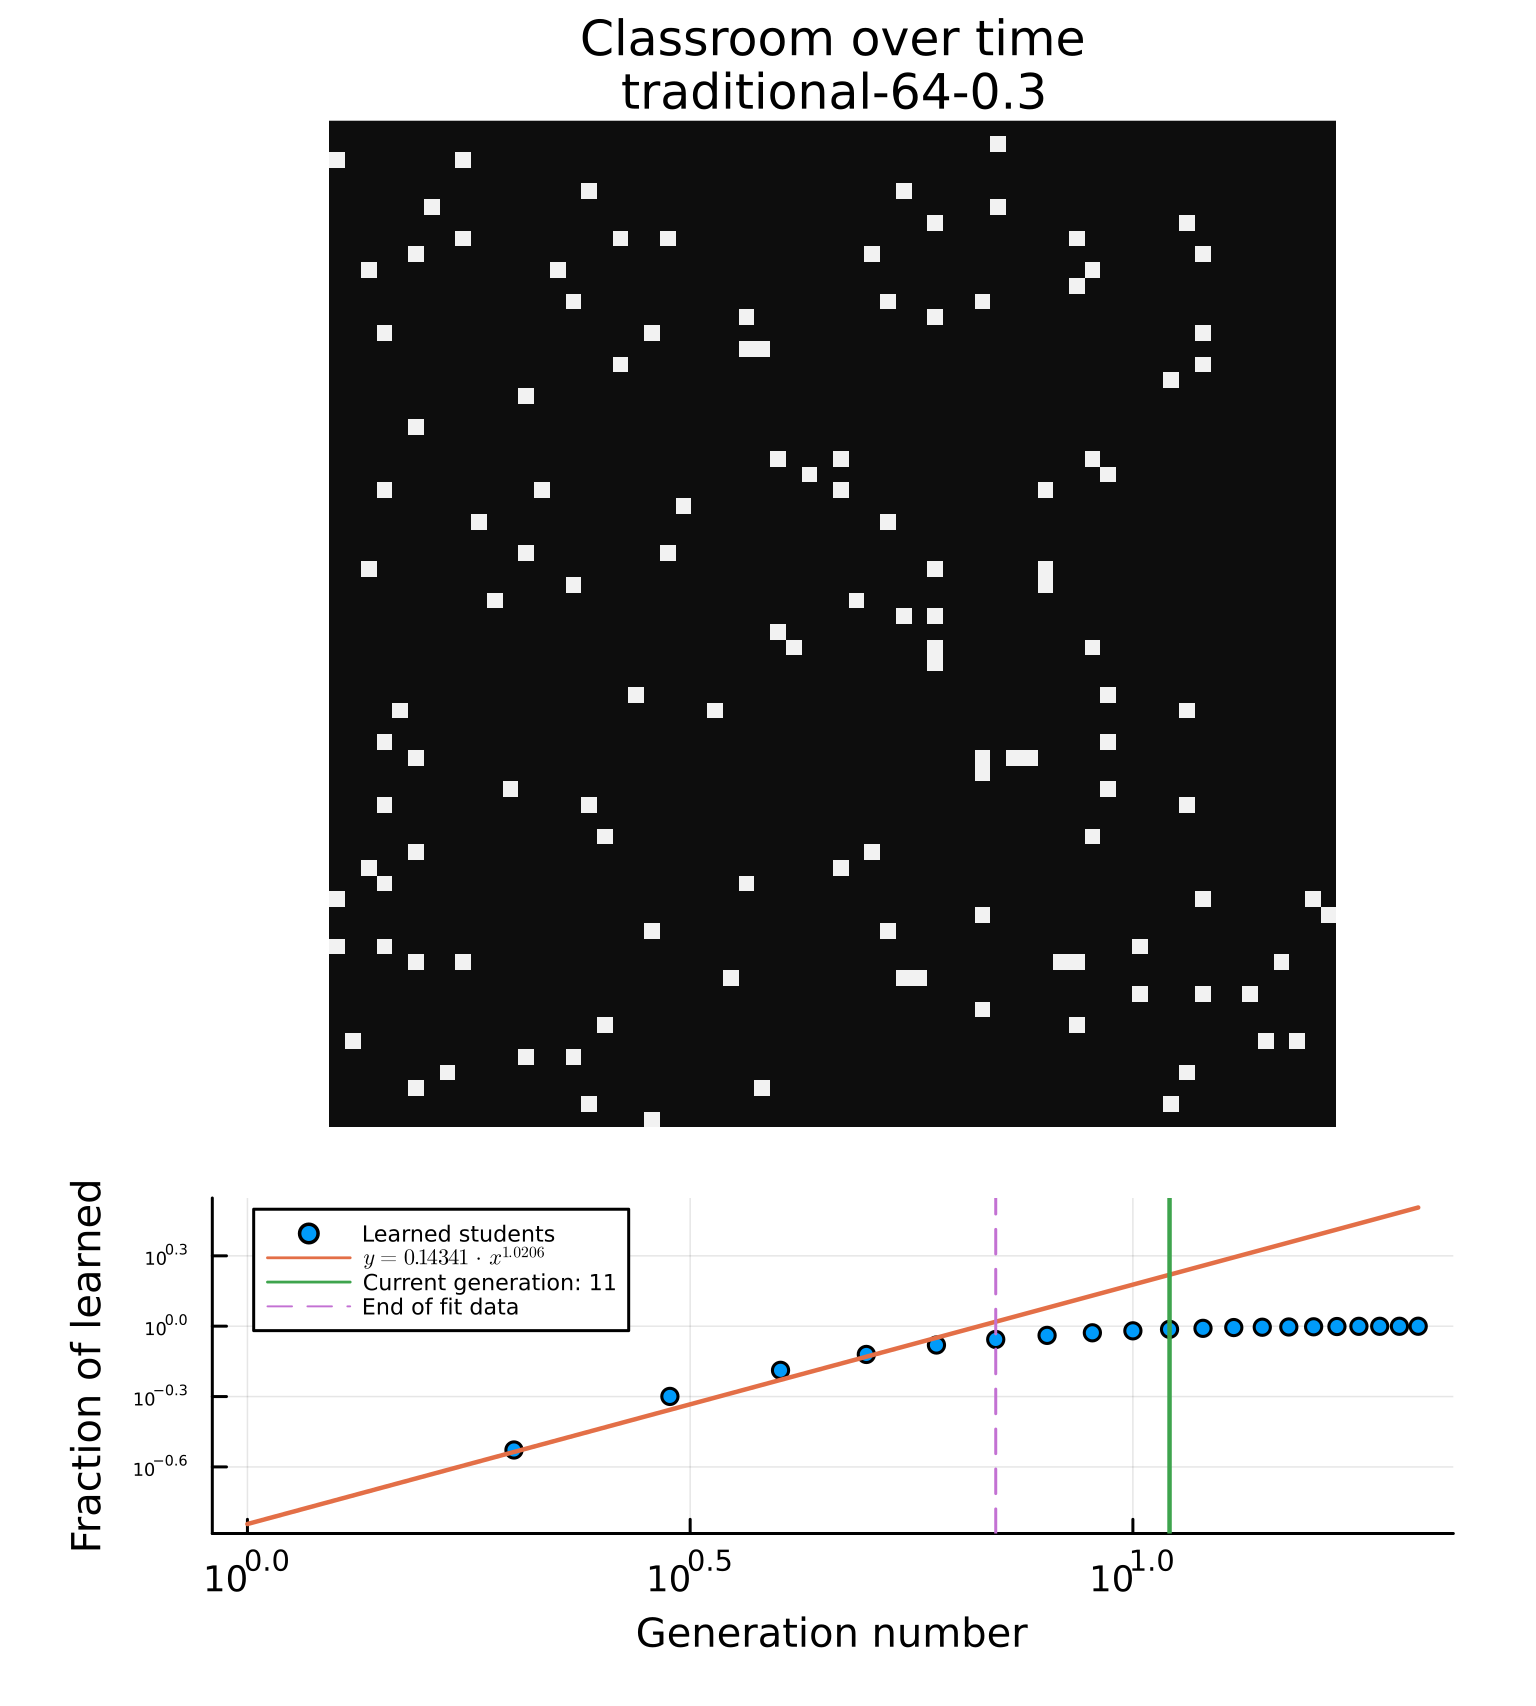 Classroom over time
traditional-64-0.3
Fraction of learned
10^0.3
10^0.0
10^−0.3
10^−0.6
Learned students
y = 0.14341 · x^1.0206
Current generation: 11
End of fit data
10^0.0 10^0.5 10^1.0
Generation number